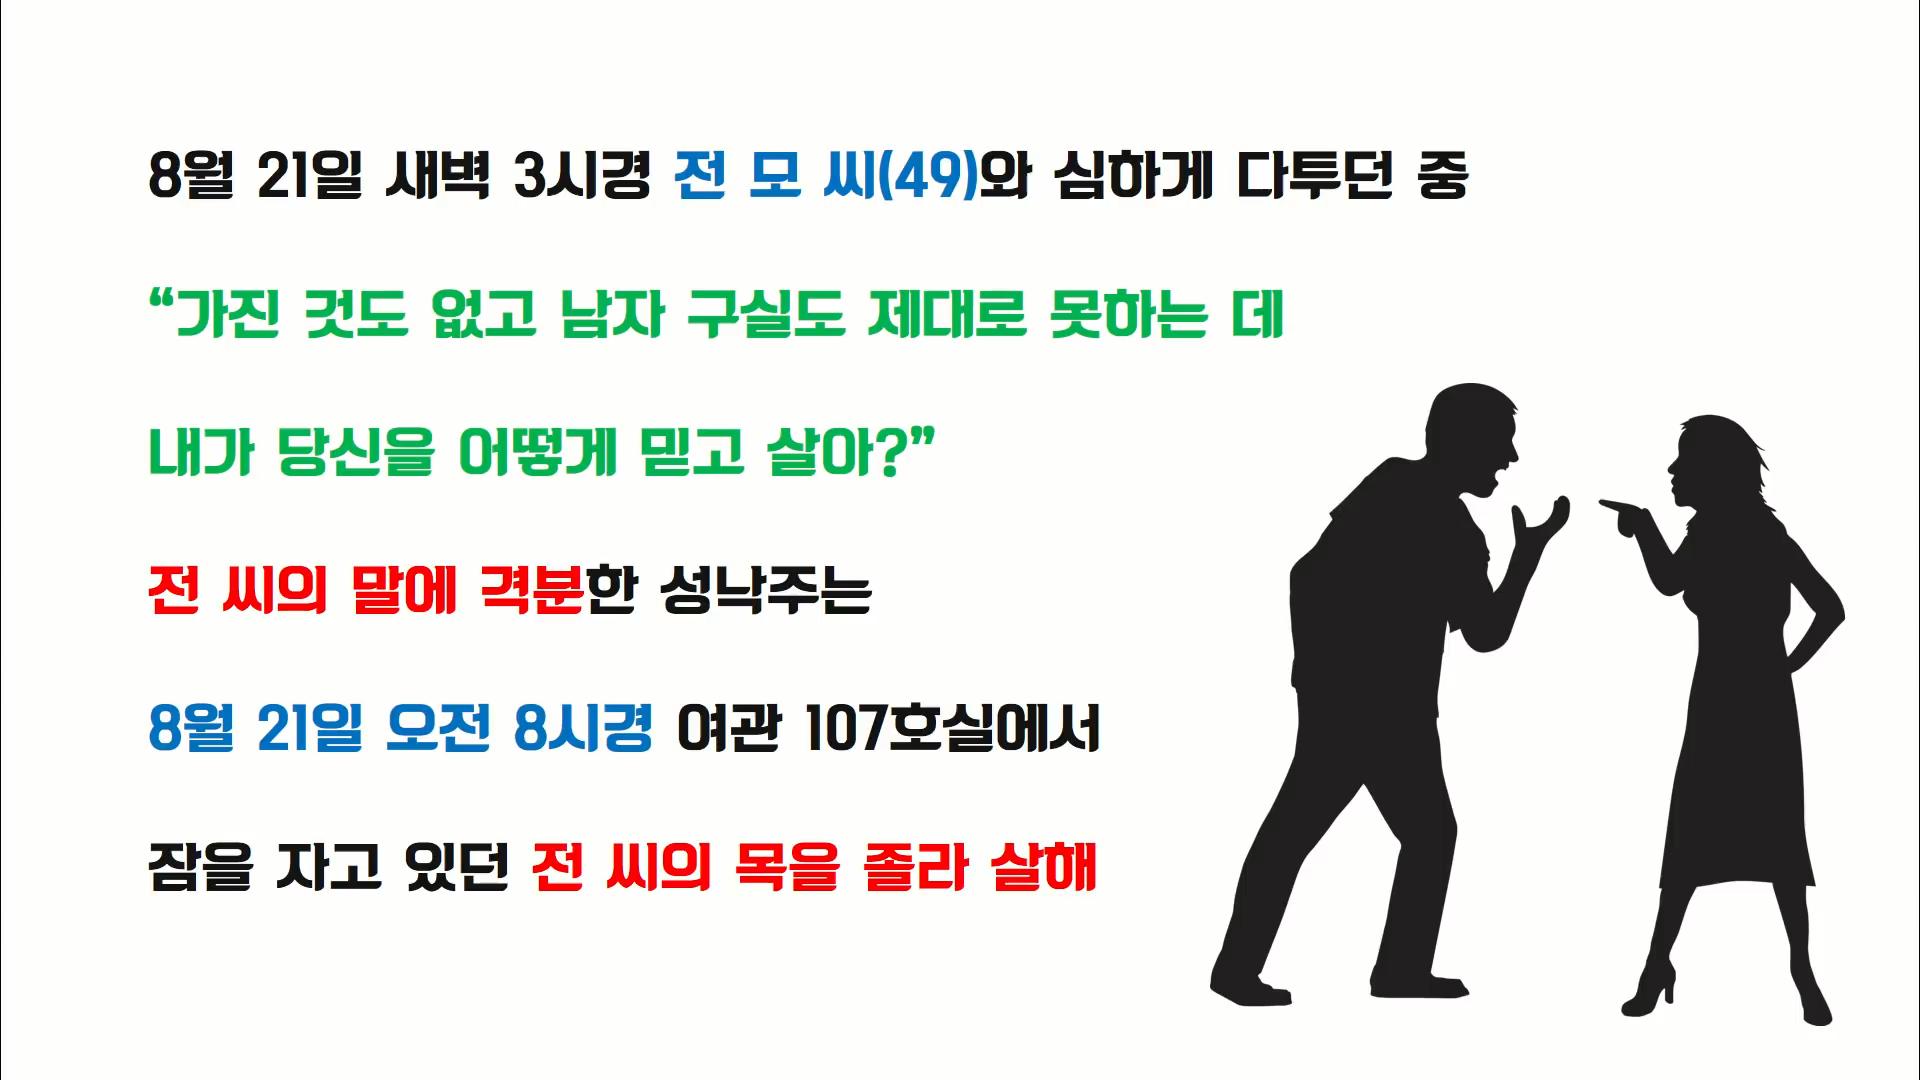 8월 21일 새벽 3시경 전 모 씨(49)와 심하게 다투던 중
“가진 것도 없고 남자 구실도 제대로 못하는 데
내가 당신을 어떻게 믿고 살아?”
전 씨의 말에 격분한 성낙주는
8월 21일 오전 8시경 여관 107호실에서
잠을 자고 있던 전 씨의 목을 졸라 살해